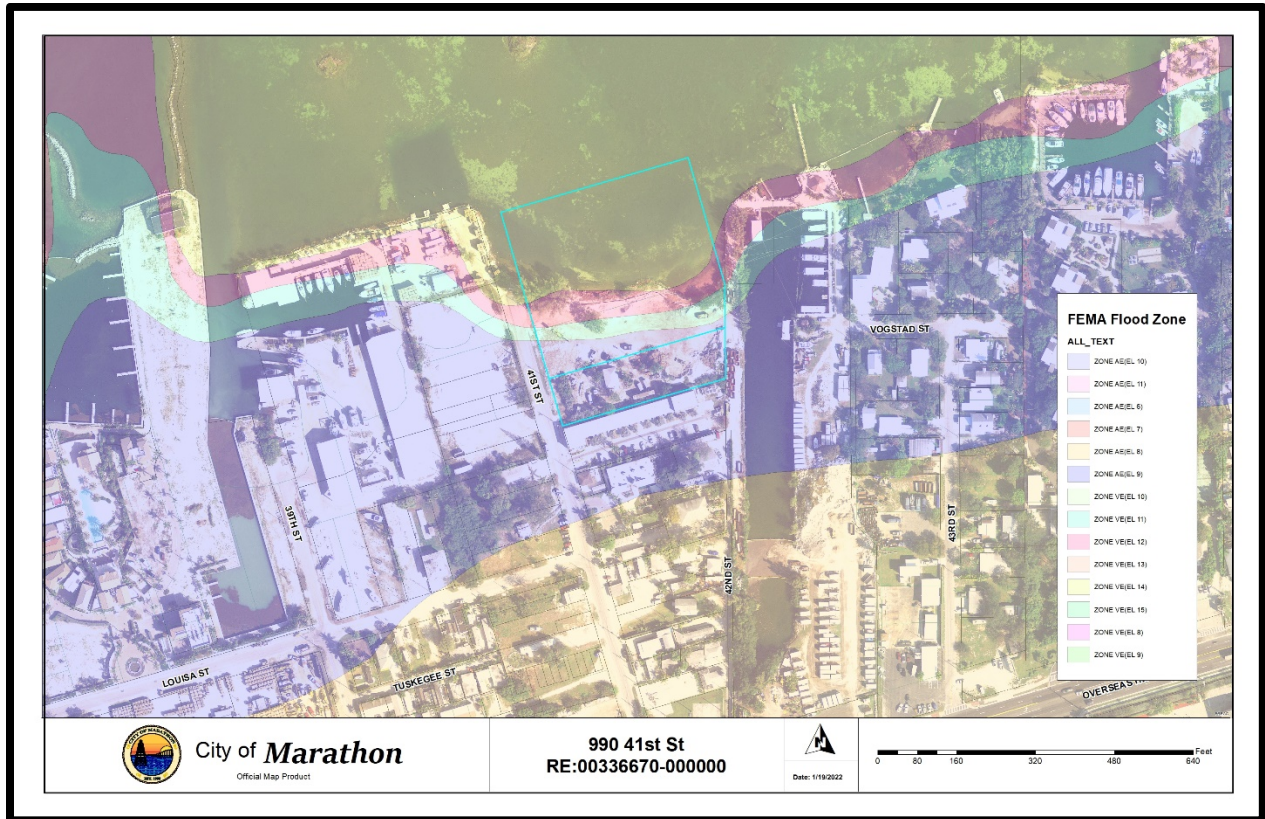 VOGSTAD ST
41ST ST
39TH ST
43RD ST
42ND ST
LOUISA ST
TUSKEGEE ST
OVERSEAS H
FEMA Flood Zone
ALL_TEXT
ZONE AE(EL 10)
ZONE AE(EL 11)
ZONE AE(EL 6)
ZONE AE(EL 7)
ZONE AE(EL 8)
ZONE AE(EL 9)
ZONE VE(EL 10)
ZONE VE(EL 11)
ZONE VE(EL 12)
ZONE VE(EL 13)
ZONE VE(EL 14)
ZONE VE(EL 15)
ZONE VE(EL 8)
ZONE VE(EL 9)
CITY OF MARATHON
City of Marathon
Official Map Product
990 41st St
RE:00336670-000000
N
Date: 1/19/2022
Feet
0 80 160 320 480 640